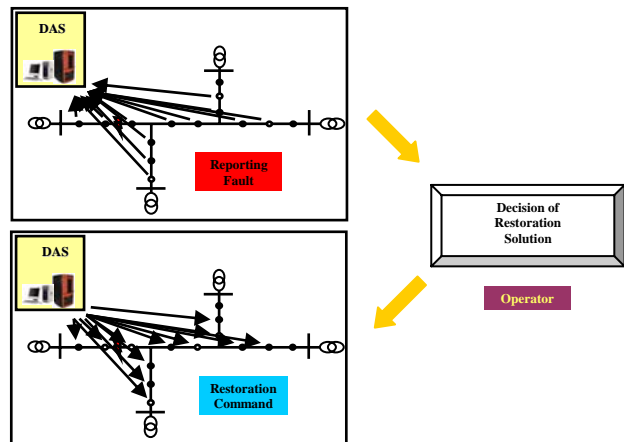 DAS
Reporting
Fault
Decision of
Restoration
Solution
Operator
DAS
Restoration
Command